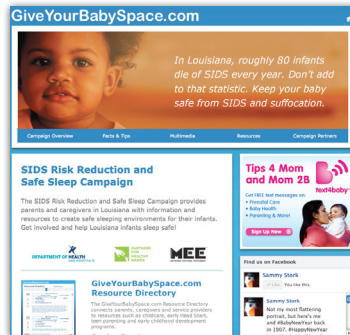 GiveYourBabySpace.com
In Louisiana, roughly 80 infants
die of SIDS every year. Don't add
to that statistic. Keep your baby
safe from SIDS and suffocation.
Campaign Overview
Facts & Tips
Multimedia
Resources
Campaign Partners
SIDS Risk Reduction and
Safe Sleep Campaign
The SIDS Risk Reduction and Safe Sleep Campaign provides
parents and caregivers in Louisiana with information and
resources to create safe sleeping environments for their infants.
Get involved and help Louisiana infants sleep safe!
DEPARTMENT OF HEALTH
AND HOSPITALS
PARTNERS
FOR
HEALTHY
BABIES
MEE
GiveYourBabySpace.com
Resource Directory
The GiveYourBabySpace.com Resource Directory
connects parents, caregivers and service providers
to resources such as childcare, early Head Start,
teen parenting and early childhood development
programs.
Tips 4 Mom
and Mom 2B
text4baby
Get FREE text messages on:
• Prenatal Care
• Baby Health
• Parenting & More!
Sign Up Now
Find us on Facebook
Sammy Stork
Like You like this.
Sammy Stork
Not my most flattering
portrait, but here's me
and #BabyNewYear back
in 1907. #HappyNewYear